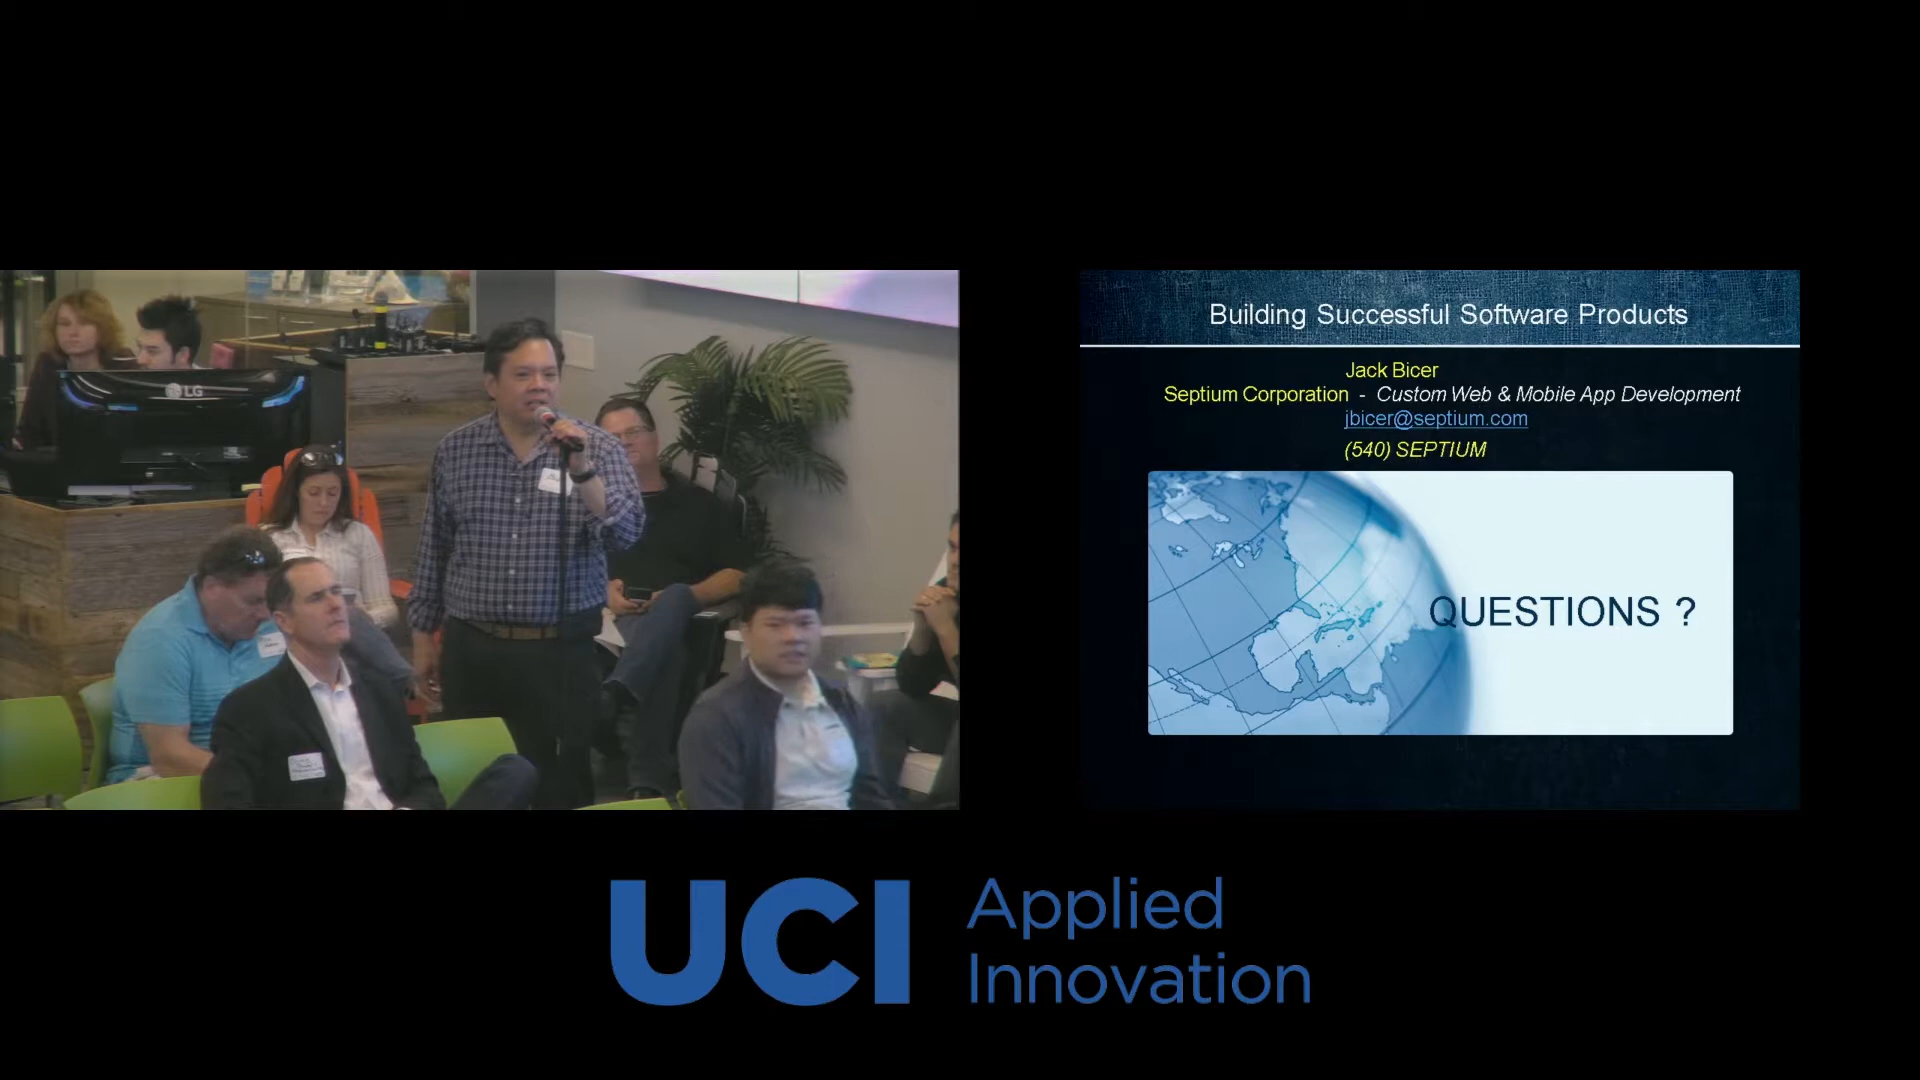 LG
Building Successful Software Products
Jack Bicer
Septium Corporation - Custom Web & Mobile App Development
jbicer@septium.com
(540) SEPTIUM
QUESTIONS ?
UCI Applied
Innovation